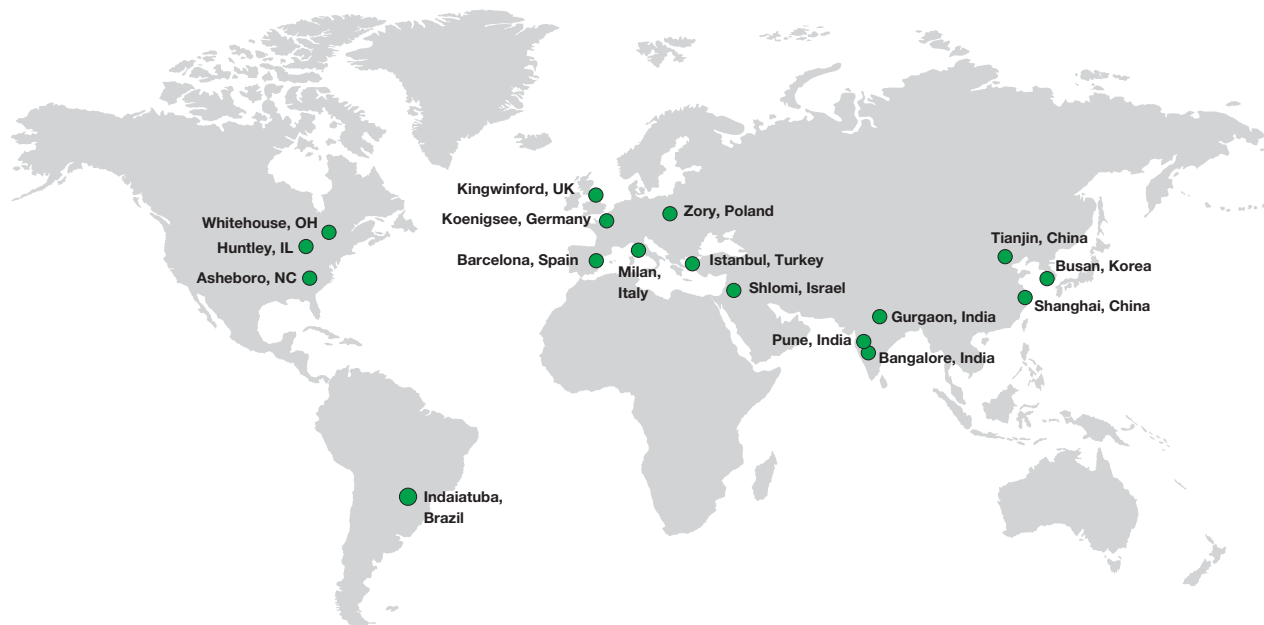 Kingwinford, UK
Koenigsee, Germany
Zory, Poland
Whitehouse, OH
Huntley, IL
Asheboro, NC
Barcelona, Spain
Milan,
Italy
Istanbul, Turkey
Shlomi, Israel
Tianjin, China
Busan, Korea
Shanghai, China
Gurgaon, India
Pune, India
Bangalore, India
Indaiatuba,
Brazil